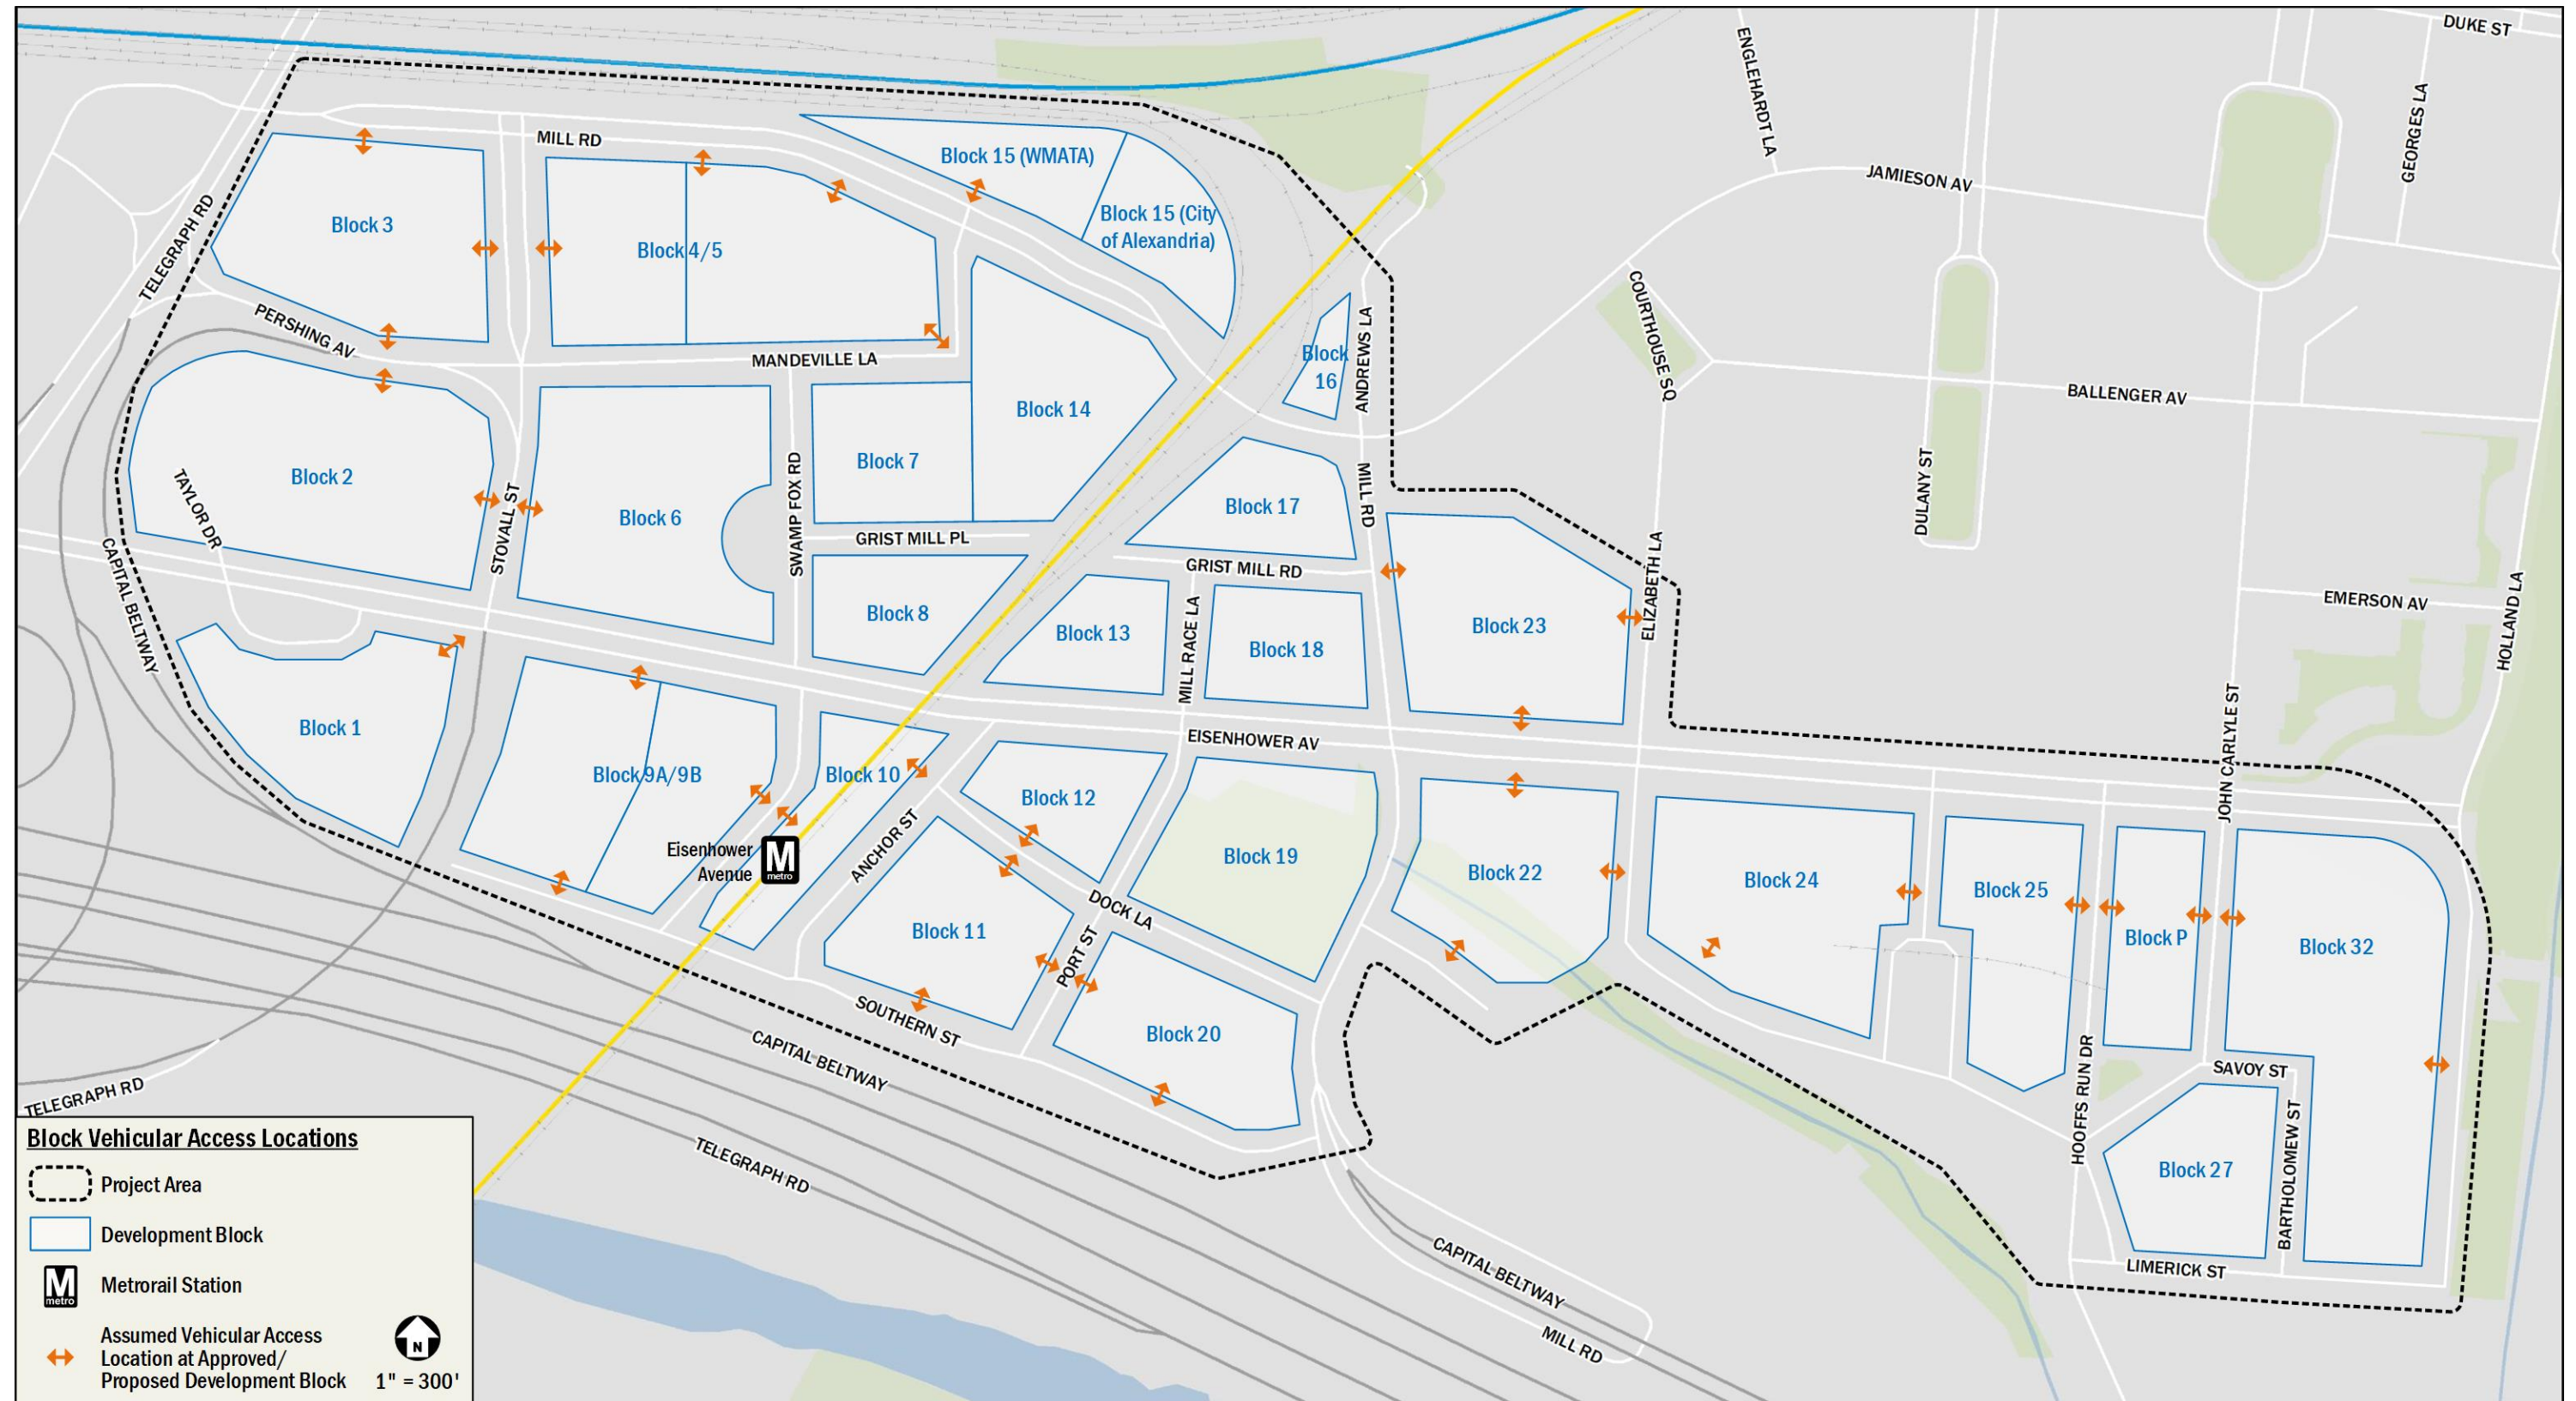 DUKE ST
ENGLEHARDT LA
GEORGES LA
MILL RD
Block 15 (WMATA)
JAMIESON AV
Block 3
Block 15 (City
of Alexandria)
TELEGRAPH RD
Block 4/5
PERSHING AV
MANDEVILLE LA
COURTHOUSE SQ
Block
16
ANDREWS LA
BALLENGER AV
Block 14
Block 7
Block 2
TAYLOR DR
STOVALL ST
Block 6
SWAMP FOX RD
Block 17
MILL RD
DULANY ST
GRIST MILL PL
GRIST MILL RD
ELIZABETH LA
EMERSON AV
HOLLAND LA
CAPITAL BELTWAY
Block 8
Block 13
MILL RACE LA
Block 18
Block 23
Block 1
EISENHOWER AV
JOHN CARLYLE ST
Block 9A/9B
Block 10
Block 12
Eisenhower
Avenue
M
metro
ANCHOR ST
Block 19
Block 22
Block 24
Block 25
Block P
Block 32
DOCK LA
Block 11
PORT ST
SOUTHERN ST
Block 20
CAPITAL BELTWAY
TELEGRAPH RD
TELEGRAPH RD
HOOFFS RUN DR
SAVOY ST
BARTHOLOMEW ST
Block 27
LIMERICK ST
CAPITAL BELTWAY
MILL RD
Block Vehicular Access Locations
Project Area
Development Block
M
metro
Metrorail Station
Assumed Vehicular Access
Location at Approved/
Proposed Development Block
N
1" = 300'